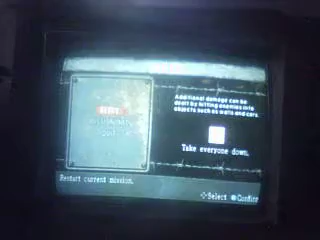 RETRY
Additional damage can be
dealt by hitting enemies into
objects such as walls and cars.
Take everyone down.
Restart current mission.
Select
Confirm